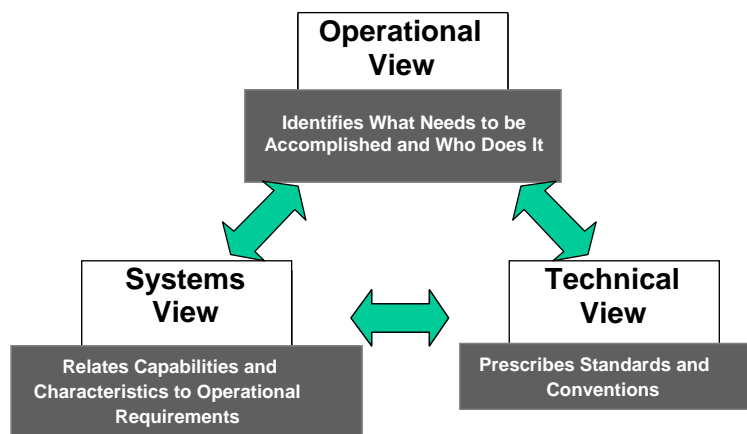 Operational
View
Identifies What Needs to be
Accomplished and Who Does It
Systems
View
Relates Capabilities and
Characteristics to Operational
Requirements
Technical
View
Prescribes Standards and
Conventions